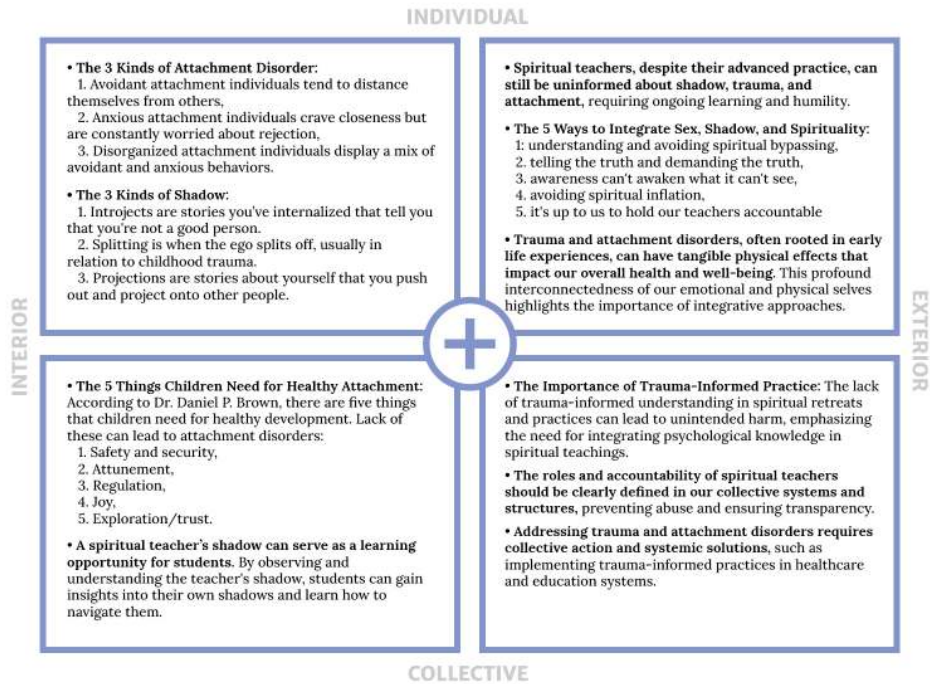 INDIVIDUAL
• The 3 Kinds of Attachment Disorder:
1. Avoidant attachment individuals tend to distance
themselves from others,
2. Anxious attachment individuals crave closeness but
are constantly worried about rejection,
3. Disorganized attachment individuals display a mix of
avoidant and anxious behaviors.
• The 3 Kinds of Shadow:
1. Introjects are stories you've internalized that tell you
that you're not a good person.
2. Splitting is when the ego splits off, usually in
relation to childhood trauma.
3. Projections are stories about yourself that you push
out and project onto other people.
• Spiritual teachers, despite their advanced practice, can
still be uninformed about shadow, trauma, and
attachment, requiring ongoing learning and humility.
• The 5 Ways to Integrate Sex, Shadow, and Spirituality:
1: understanding and avoiding spiritual bypassing,
2. telling the truth and demanding the truth,
3. awareness can't awaken what it can't see,
4. avoiding spiritual inflation,
5. it's up to us to hold our teachers accountable
• Trauma and attachment disorders, often rooted in early
life experiences, can have tangible physical effects that
impact our overall health and well-being. This profound
interconnectedness of our emotional and physical selves
highlights the importance of integrative approaches.
INTERIOR
EXTERIOR
• The 5 Things Children Need for Healthy Attachment:
According to Dr. Daniel P. Brown, there are five things
that children need for healthy development. Lack of
these can lead to attachment disorders:
1. Safety and security,
2. Attunement,
3. Regulation,
4. Joy,
5. Exploration/trust.
• A spiritual teacher's shadow can serve as a learning
opportunity for students. By observing and
understanding the teacher's shadow, students can gain
insights into their own shadows and learn how to
navigate them.
• The Importance of Trauma-Informed Practice: The lack
of trauma-informed understanding in spiritual retreats
and practices can lead to unintended harm, emphasizing
the need for integrating psychological knowledge in
spiritual teachings.
• The roles and accountability of spiritual teachers
should be clearly defined in our collective systems and
structures, preventing abuse and ensuring transparency.
• Addressing trauma and attachment disorders requires
collective action and systemic solutions, such as
implementing trauma-informed practices in healthcare
and education systems.
COLLECTIVE